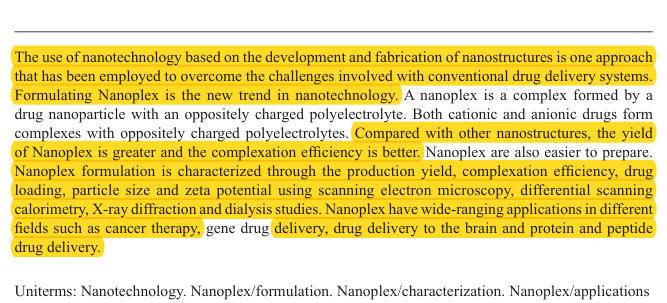 The use of nanotechnology based on the development and fabrication of nanostructures is one approach
that has been employed to overcome the challenges involved with conventional drug delivery systems.
Formulating Nanoplex is the new trend in nanotechnology. A nanoplex is a complex formed by a
drug nanoparticle with an oppositely charged polyelectrolyte. Both cationic and anionic drugs form
complexes with oppositely charged polyelectrolytes. Compared with other nanostructures, the yield
of Nanoplex is greater and the complexation efficiency is better. Nanoplex are also easier to prepare.
Nanoplex formulation is characterized through the production yield, complexation efficiency, drug
loading, particle size and zeta potential using scanning electron microscopy, differential scanning
calorimetry, X-ray diffraction and dialysis studies. Nanoplex have wide-ranging applications in different
fields such as cancer therapy, gene drug delivery, drug delivery to the brain and protein and peptide
drug delivery.
Uniterms: Nanotechnology. Nanoplex/formulation. Nanoplex/characterization. Nanoplex/applications